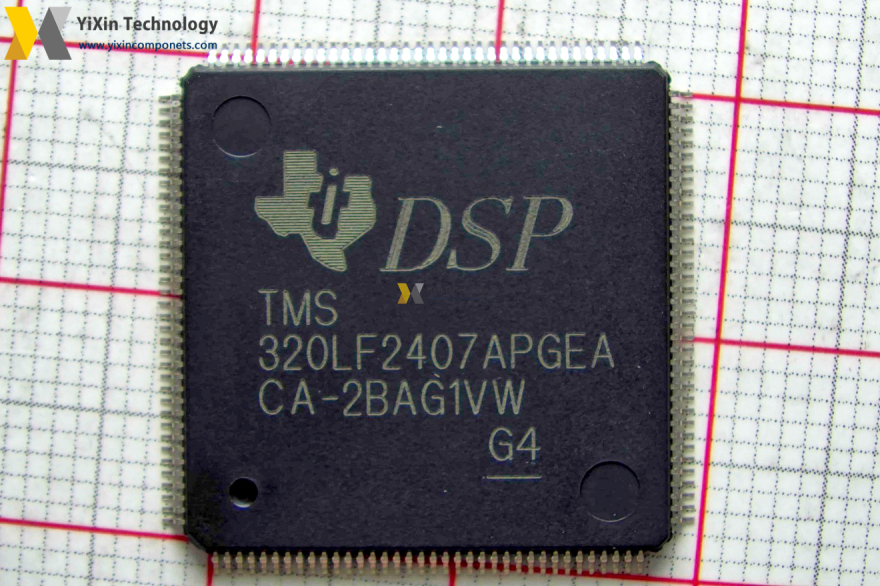 YiXin Technology
www.yixincomponets.com
DSP
TMS
320LF2407APGEA
CA-2BAG1VW
G4